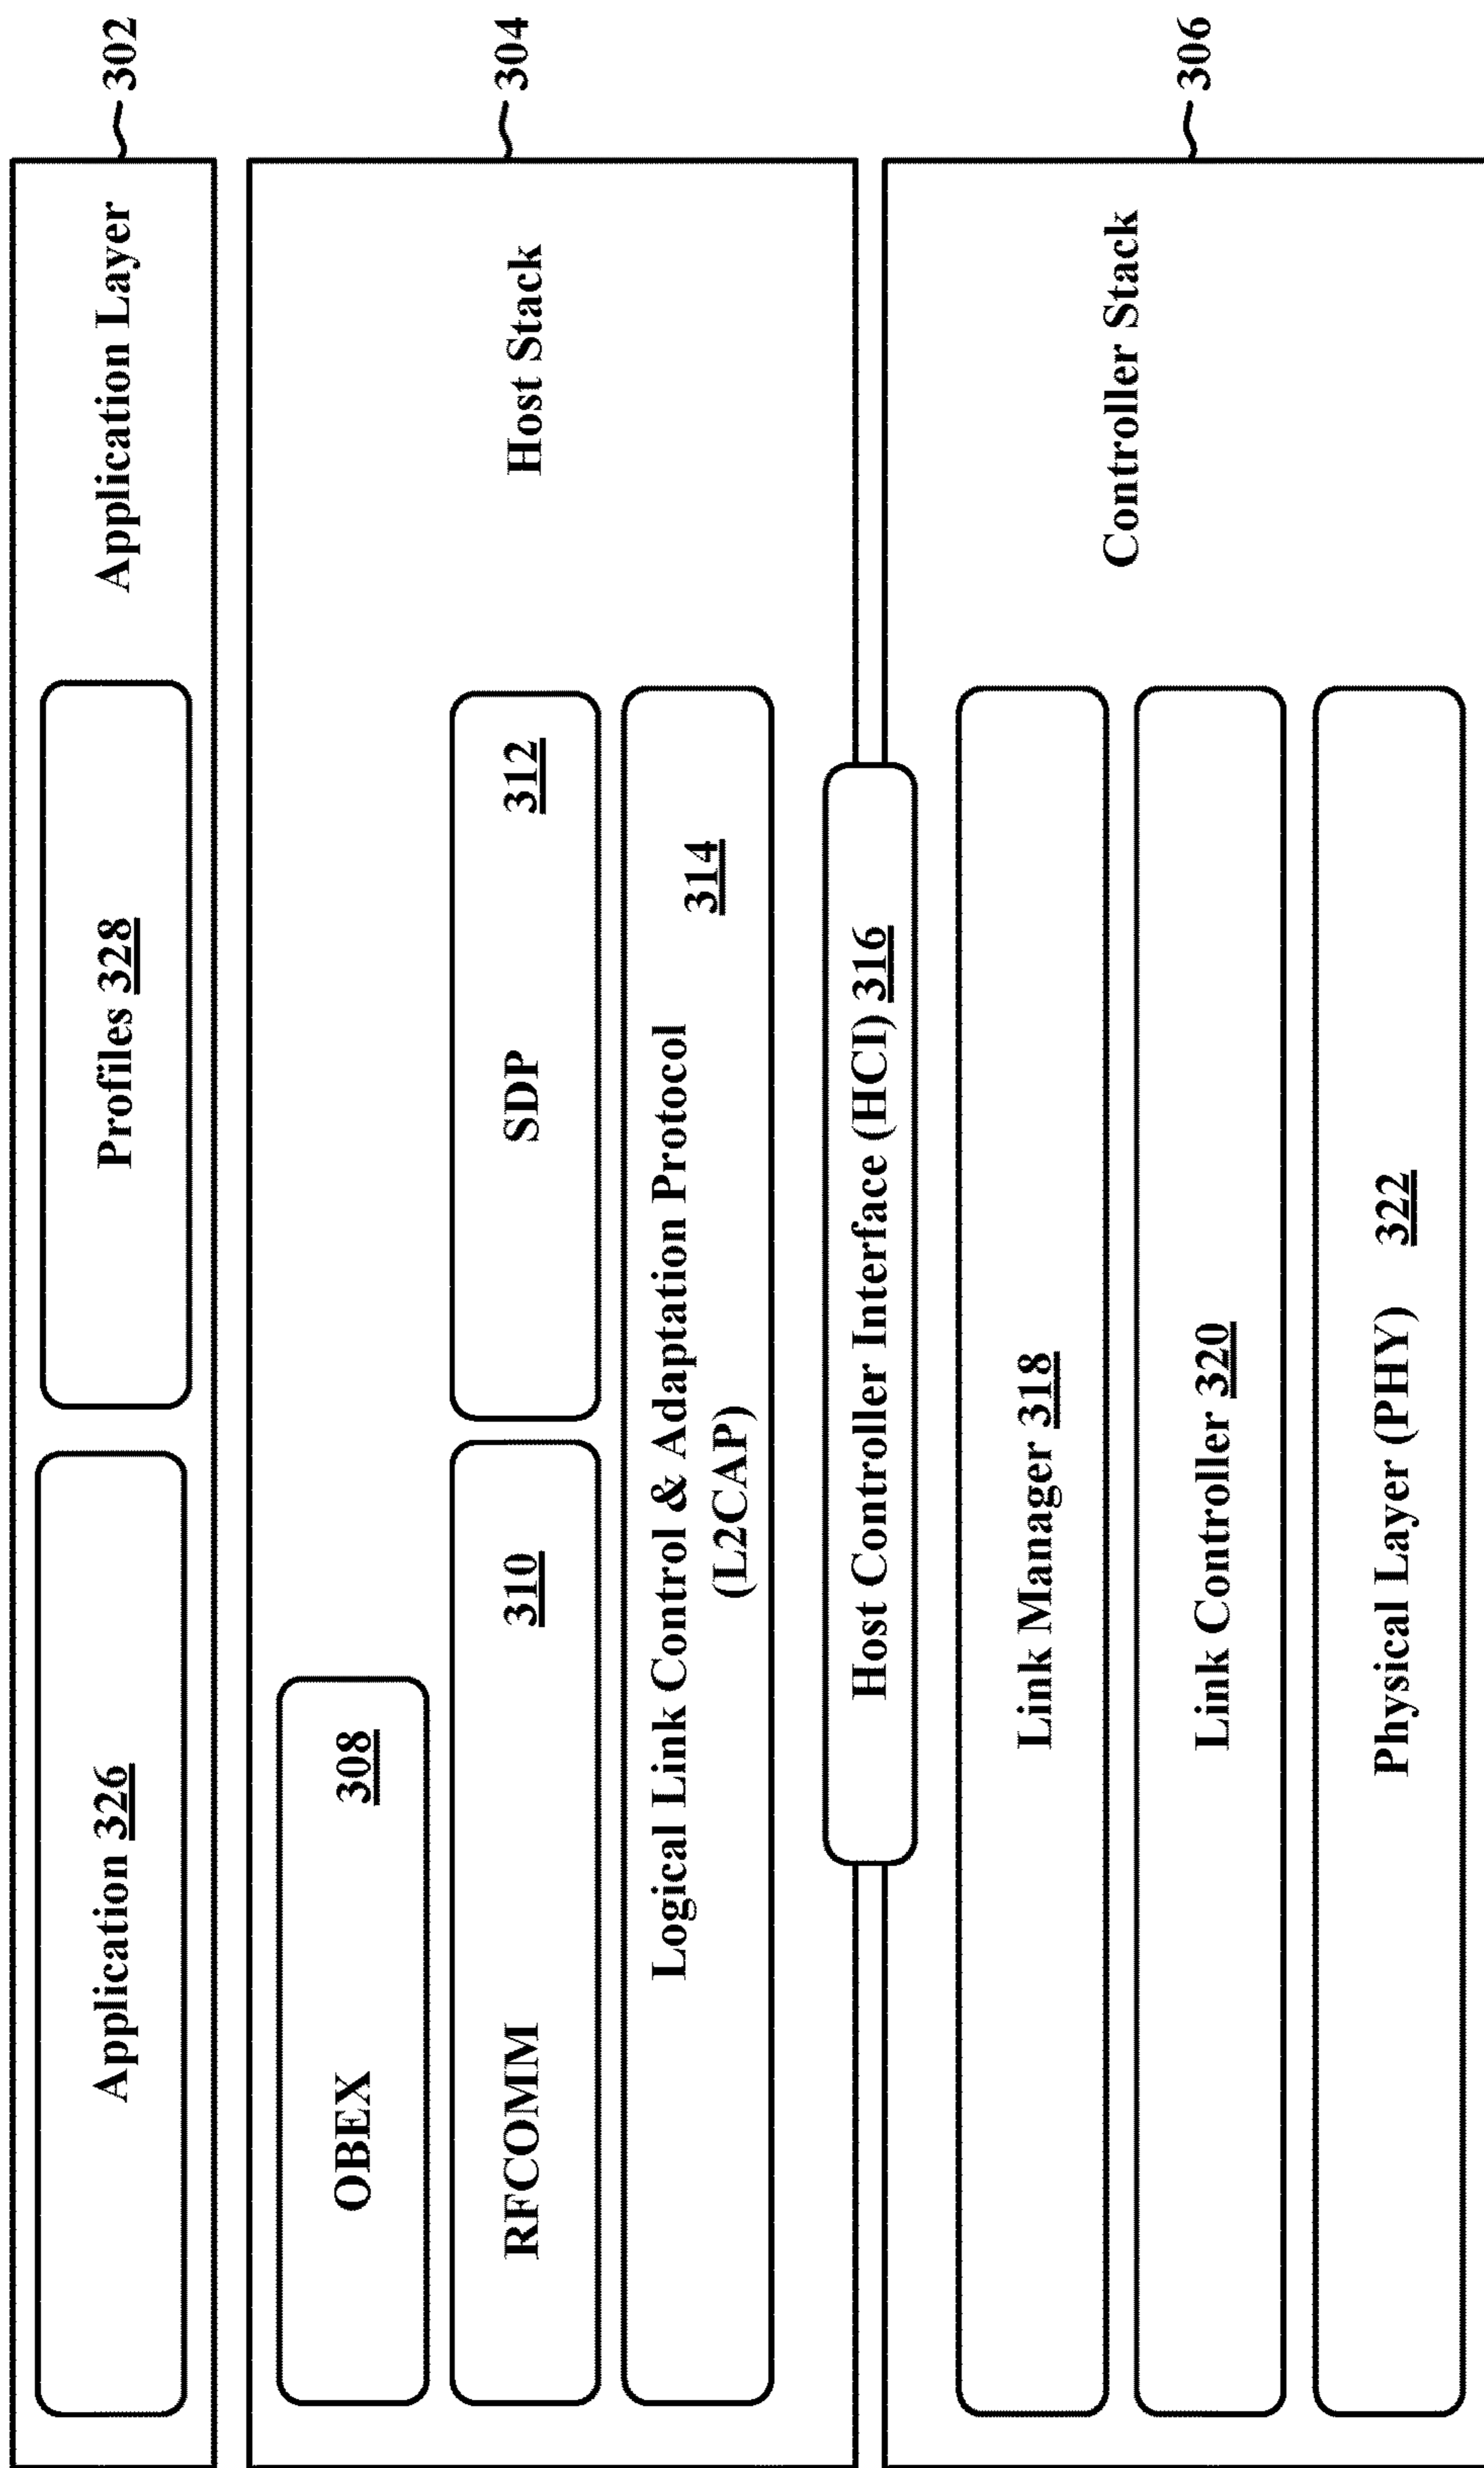 Application 326
Profiles 328
Application Layer
302
OBEX 308
Host Stack
304
RFCOMM 310
SDP 312
Logical Link Control & Adaptation Protocol 314
(L2CAP)
Host Controller Interface (HCI) 316
Link Manager 318
Controller Stack
306
Link Controller 320
Physical Layer (PHY) 322